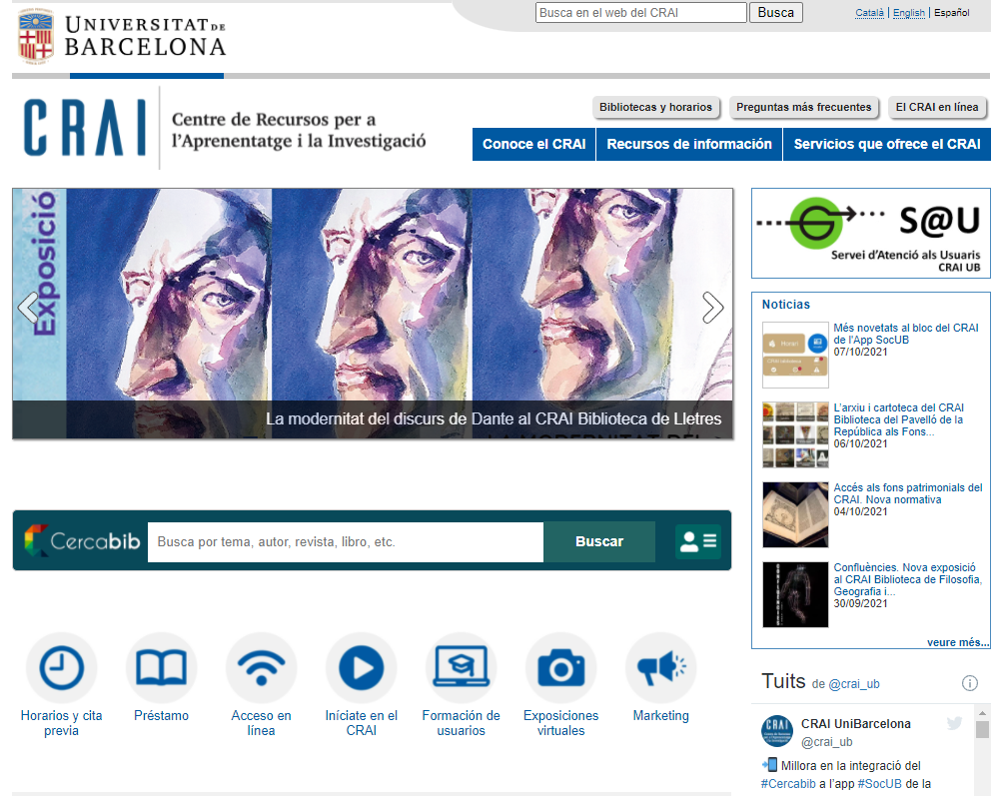 UNIVERSITAT DE
BARCELONA
Busca en el web del CRAI
Busca
Català | English | Español
CRAI
Centre de Recursos per a
l'Aprenentatge i la Investigació
Bibliotecas y horarios
Preguntas más frecuentes
El CRAI en línea
Conoce el CRAI
Recursos de información
Servicios que ofrece el CRAI
Exposició
La modernitat del discurs de Dante al CRAI Biblioteca de Lletres
S@U
Servei d'Atenció als Usuaris
CRAI UB
Noticias
Més novetats al bloc del CRAI
de l'App SocUB
07/10/2021
L'arxiu i cartoteca del CRAI
Biblioteca del Pavelló de la
República als Fons...
06/10/2021
Accés als fons patrimonials del
CRAI. Nova normativa
04/10/2021
Confluències. Nova exposició
al CRAI Biblioteca de Filosofia,
Geografia i...
30/09/2021
veure més...
Cercabib
Busca por tema, autor, revista, libro, etc.
Buscar
Horarios y cita
previa
Préstamo
Acceso en
línea
Iníciate en el
CRAI
Formación de
usuarios
Exposiciones
virtuales
Marketing
Tuits de @crai_ub
CRAI UniBarcelona
@crai_ub
Millora en la integració del
#Cercabib a l'app #SocUB de la